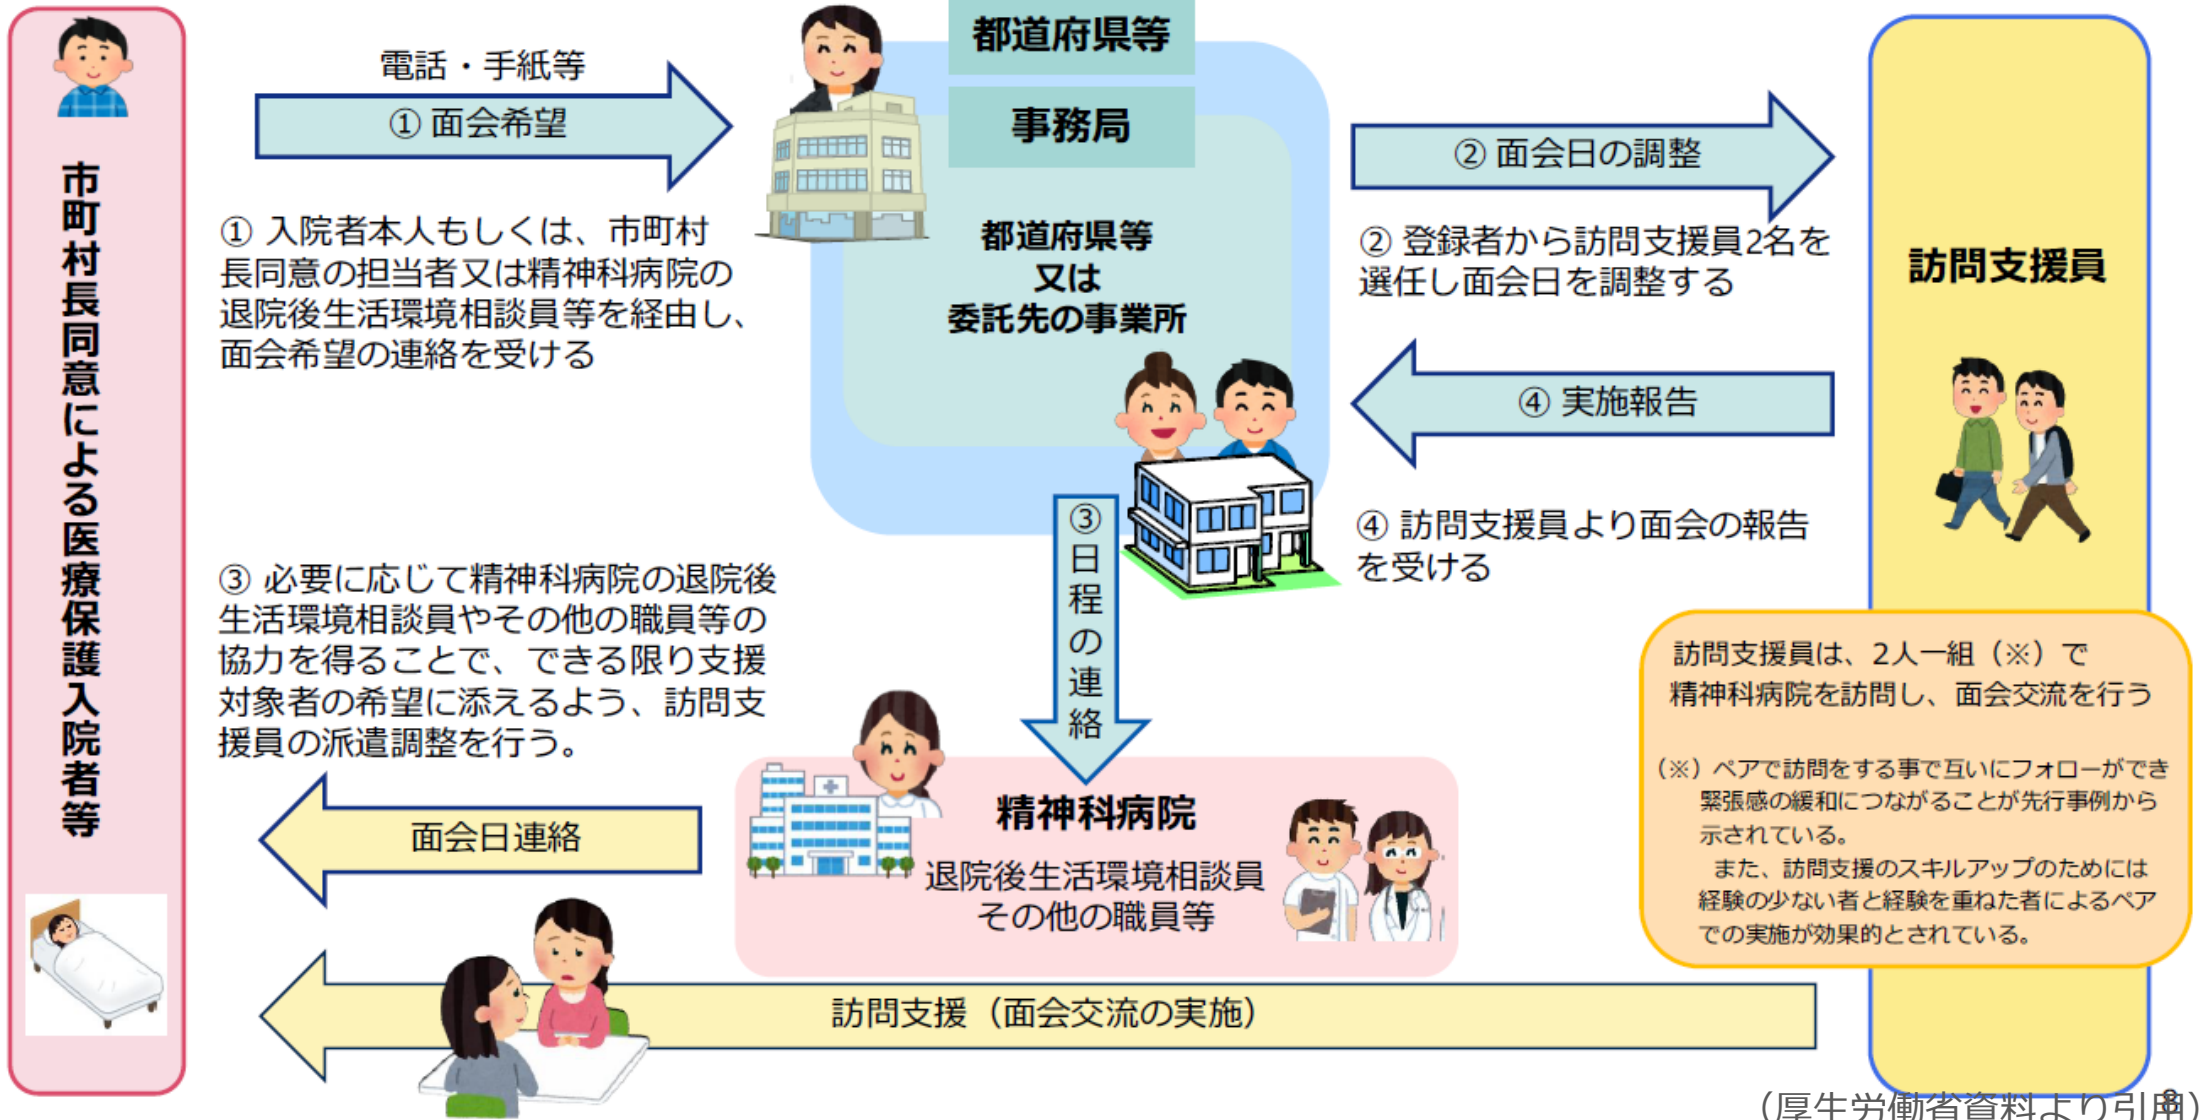 市町村長同意による医療保護入院者等
電話・手紙等
① 面会希望
① 入院者本人もしくは、市町村
長同意の担当者又は精神科病院の
退院後生活環境相談員等を経由し、
面会希望の連絡を受ける
都道府県等
事務局
都道府県等
又は
委託先の事業所
② 面会日の調整
② 登録者から訪問支援員2名を
選任し面会日を調整する
④ 実施報告
④ 訪問支援員より面会の報告
を受ける
訪問支援員
③日程の連絡
③ 必要に応じて精神科病院の退院後
生活環境相談員やその他の職員等の
協力を得ることで、できる限り支援
対象者の希望に添えるよう、訪問支
援員の派遣調整を行う。
面会日連絡
精神科病院
退院後生活環境相談員
その他の職員等
訪問支援員は、2人一組（※）で
精神科病院を訪問し、面会交流を行う
（※）ペアで訪問をする事で互いにフォローができ
緊張感の緩和につながることが先行事例から
示されている。
また、訪問支援のスキルアップのためには
経験の少ない者と経験を重ねた者によるペア
での実施が効果的とされている。
訪問支援（面会交流の実施）
（厚生労働省資料より引用）
8